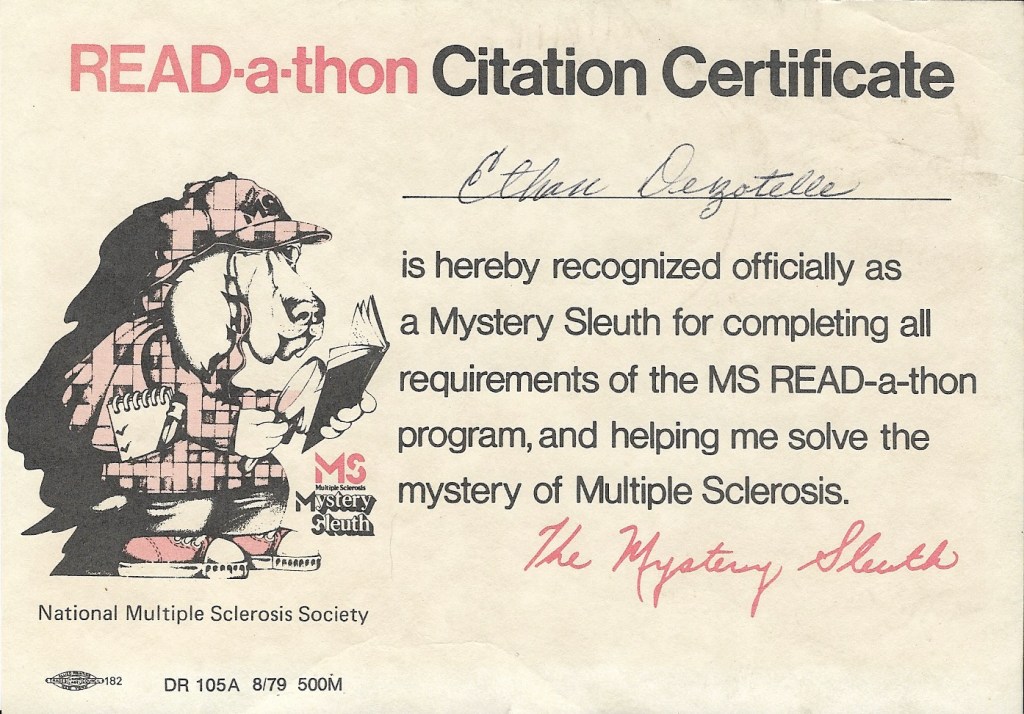 READ-a-thon Citation Certificate
Ethan Dezotelle
is hereby recognized officially as
a Mystery Sleuth for completing all
requirements of the MS READ-a-thon
program, and helping me solve the
mystery of Multiple Sclerosis.
The Mystery Sleuth
MS
MS
Multiple Sclerosis
Mystery
Sleuth
National Multiple Sclerosis Society
182
DR 105A 8/79 500M